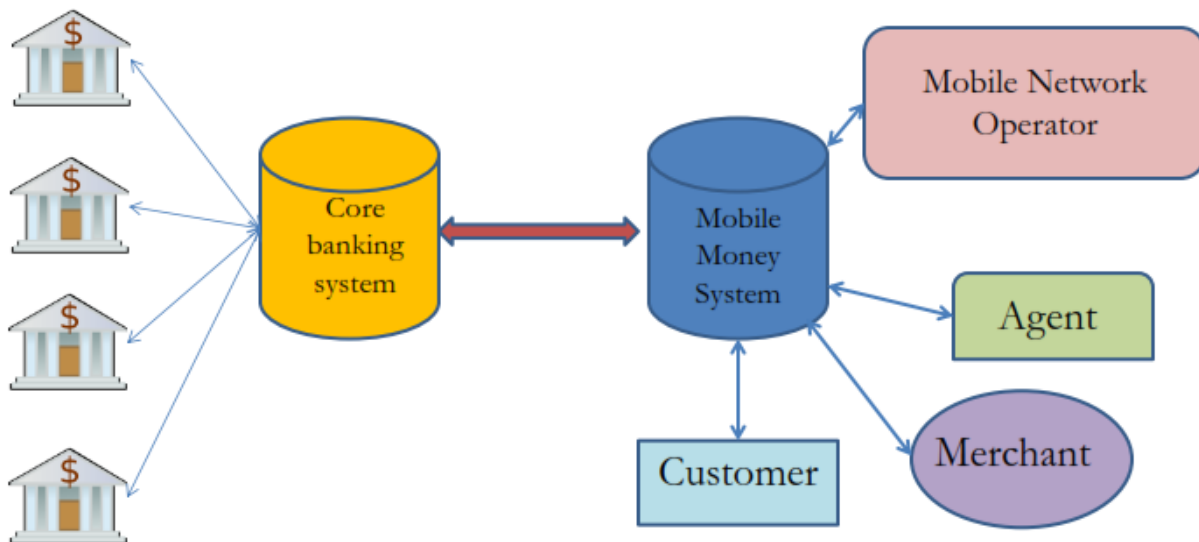 $
$
$
$
Core
banking
system
Mobile
Money
System
Mobile Network
Operator
Agent
Merchant
Customer